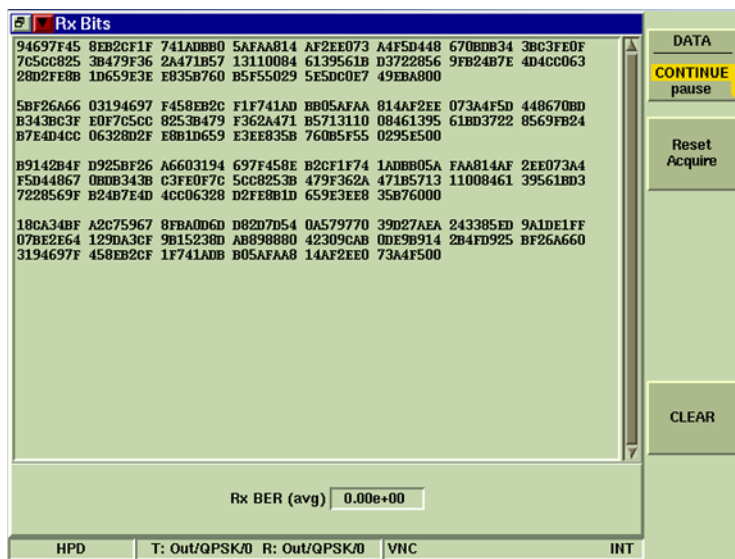 Rx Bits
94697F45 8EB2CF1F 741ADBB0 5AFAA814 AF2EE073 A4F5D448 670BDB34 3BC3FE0F
7C5CC825 3B479F36 2A471B57 13110084 6139561B D3722856 9FB24B7E 4D4CC063
28D2FE8B 1D659E3E E835B760 B5F55029 5E5DC0E7 49EBA800
5BF26A66 03194697 F458EB2C F1F741AD BB05AFAA 814AF2EE 073A4F5D 448670BD
B343BC3F E0F7C5CC 8253B479 F362A471 B5713110 08461395 61BD3722 8569FB24
B7E4D4CC 06328D2F E8B1D659 E3EE835B 760B5F55 0295E500
B9142B4F D925BF26 A6603194 697F458E B2CF1F74 1ADBB05A FAA814AF 2EE073A4
F5D44867 0BDB343B C3FE0F7C 5CC8253B 479F362A 471B5713 11008461 39561BD3
7228569F B24B7E4D 4CC06328 D2FE8B1D 659E3EE8 35B76000
18CA34BF A2C75967 8FBA0D6D D82D7D54 0A579770 39D27AEA 243385ED 9A1DE1FF
07BE2E64 129DA3CF 9B15238D AB898880 42309CAB 0DE9B914 2B4FD925 BF26A660
3194697F 458EB2CF 1F741ADB B05AFAA8 14AF2EE0 73A4F500
Rx BER (avg) 0.00e+00
DATA
CONTINUE
pause
Reset
Acquire
CLEAR
HPD T: Out/QPSK/0 R: Out/QPSK/0 VNC INT